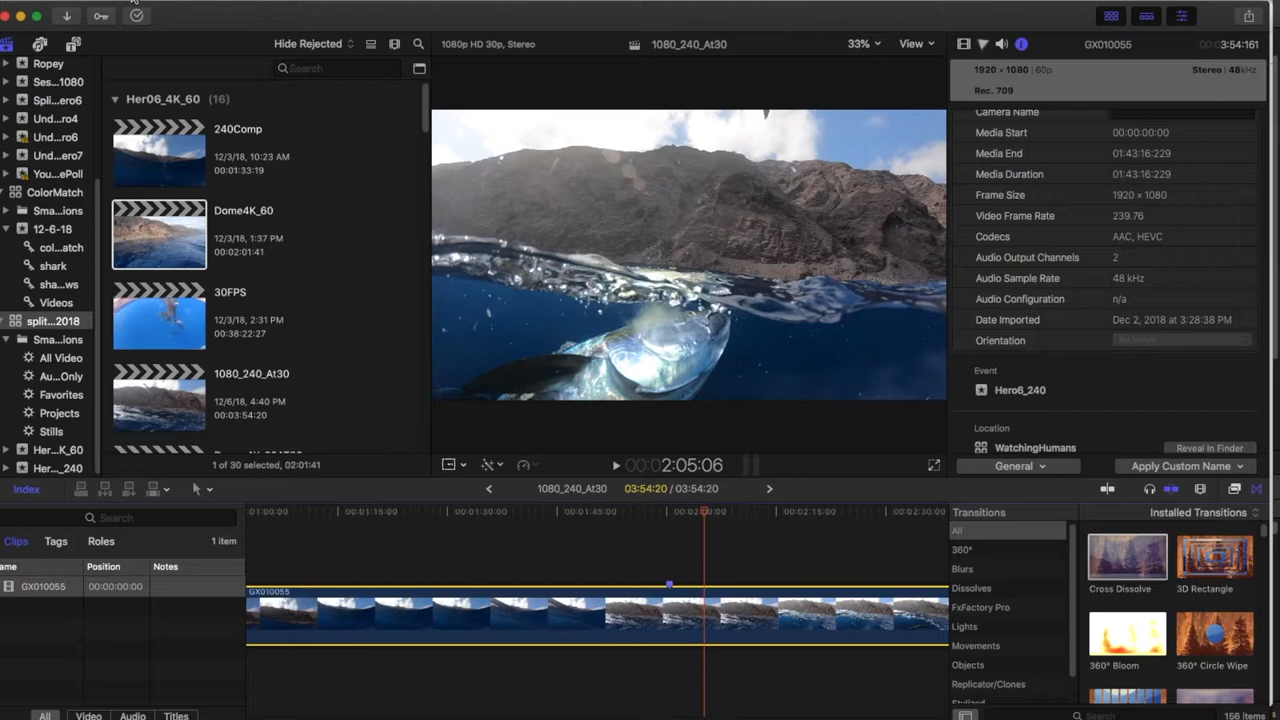 Hide Rejected
1080p HD 30p, Stereo
1080_240_At30
33%
View
GX010055
3:54:161
Ropey
Ses...1080
Spli...ero6
Und...ro4
Und...ro6
Und...ero7
You...ePoll
ColorMatch
Sma...ions
12-6-18
col...atch
shark
sha...ws
Videos
split...2018
Sma...ions
All Video
Au...Only
Favorites
Projects
Stills
Her...K_60
Her..._240
Search
Her06_4K_60 (16)
240Comp
12/3/18, 10:23 AM
00:01:33:19
Dome4K_60
12/3/18, 1:37 PM
00:02:01:41
30FPS
12/3/18, 2:31 PM
00:38:22:27
1080_240_At30
12/6/18, 4:40 PM
00:03:54:20
1 of 30 selected, 02:01:41
2:05:06
1920 × 1080 | 60p
Stereo | 48kHz
Rec. 709
Camera Name
Media Start 00:00:00:00
Media End 01:43:16:229
Media Duration 01:43:16:229
Frame Size 1920 × 1080
Video Frame Rate 239.76
Codecs AAC, HEVC
Audio Output Channels 2
Audio Sample Rate 48 kHz
Audio Configuration n/a
Date Imported Dec 2, 2018 at 3:28:38 PM
Orientation
Event
Hero6_240
Location
WatchingHumans
Reveal In Finder
General
Apply Custom Name
Index
1080_240_At30
03:54:20 / 03:54:20
Search
Clips Tags Roles 1 item
ame Position Notes
GX010055 00:00:00:00
:01:00:00 00:01:15:00 00:01:30:00 00:01:45:00 00:02:00:00 00:02:15:00 00:02:30:00
GX010055
Transitions
Installed Transitions
All
360°
Blurs
Dissolves
FxFactory Pro
Lights
Movements
Objects
Replicator/Clones
Stylized
Cross Dissolve
3D Rectangle
360° Bloom
360° Circle Wipe
All Video Audio Titles
Search
156 items